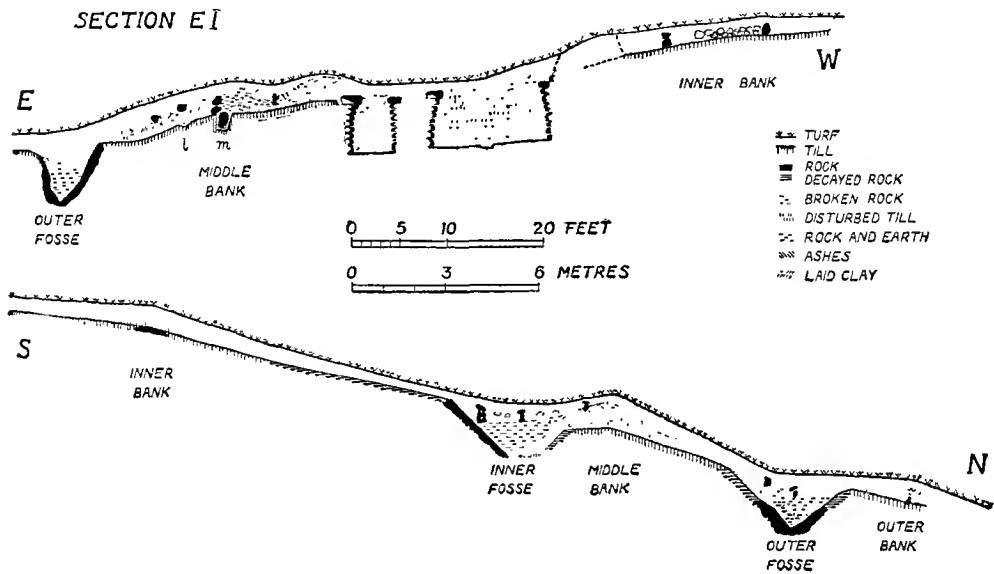 SECTION EI
E
W
l
m
OUTER
FOSSE
MIDDLE
BANK
INNER BANK
TURF
TILL
ROCK
DECAYED ROCK
BROKEN ROCK
DISTURBED TILL
ROCK AND EARTH
ASHES
LAID CLAY
0 5 10 20 FEET
0 3 6 METRES
S
N
INNER
BANK
INNER
FOSSE
MIDDLE
BANK
OUTER
FOSSE
OUTER
BANK